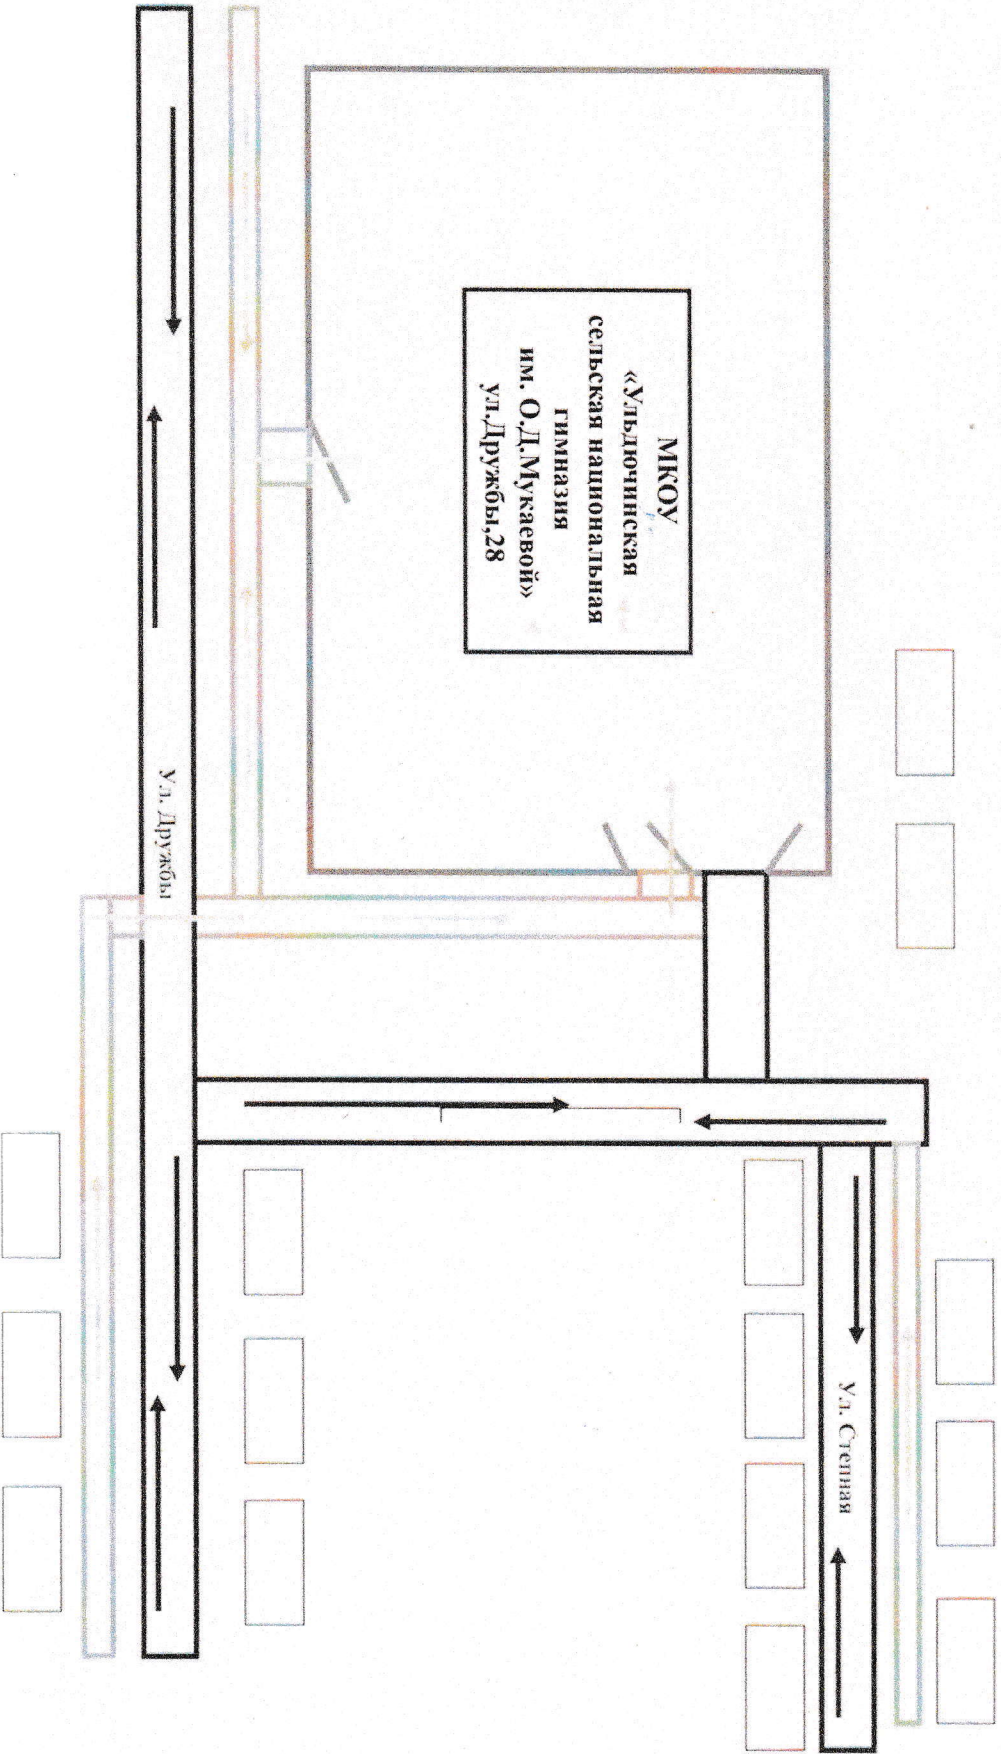 МКОУ
«Ульдючинская
сельская национальная
гимназия
им. О.Д.Мукаевой»
ул.Дружбы,28
Ул. Дружбы
Ул. Степная